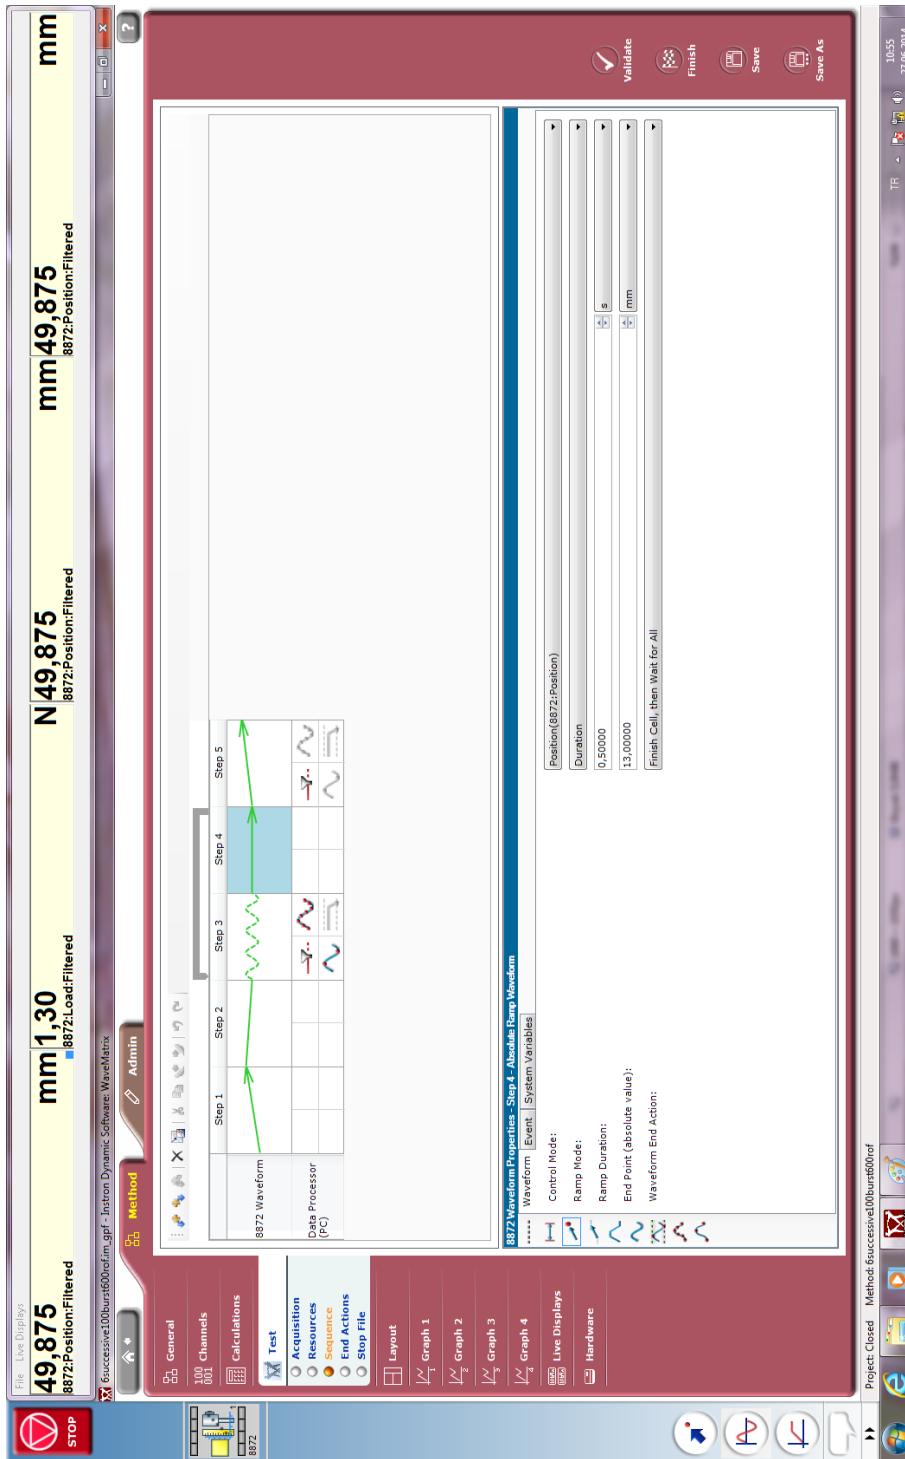 File Live Displays
49,875 mm
8872:Position:Filtered
1,30 N
8872:Load:Filtered
49,875 mm
8872:Position:Filtered
49,875 mm
8872:Position:Filtered
STOP
6successive100burst600rof.im_gpf - Instron Dynamic Software: WaveMatrix
Method
Admin
?
8872
General
Channels
Calculations
Test
Acquisition
Resources
Sequence
End Actions
Stop File
Layout
Graph 1
Graph 2
Graph 3
Graph 4
Live Displays
Hardware
Step 1 Step 2 Step 3 Step 4 Step 5
8872 Waveform
Data Processor
(PC)
8872 Waveform Properties - Step 4 - Absolute Ramp Waveform
Waveform Event System Variables
Control Mode: Position(8872:Position)
Ramp Mode: Duration
Ramp Duration: 0,50000 s
End Point (absolute value): 13,00000 mm
Waveform End Action: Finish Cell, then Wait for All
Validate
Finish
Save
Save As
Project: Closed Method: 6successive100burst600rof
TR
10:55